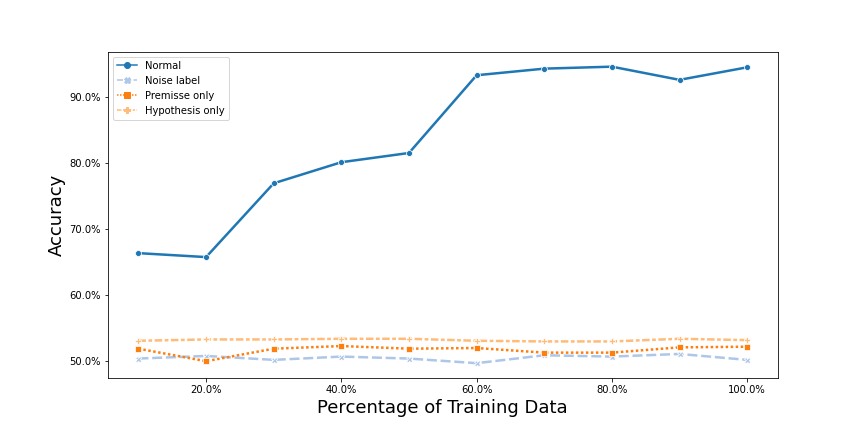 Normal
Noise label
Premisse only
Hypothesis only
90.0%
80.0%
70.0%
60.0%
50.0%
Accuracy
20.0% 40.0% 60.0% 80.0% 100.0%
Percentage of Training Data